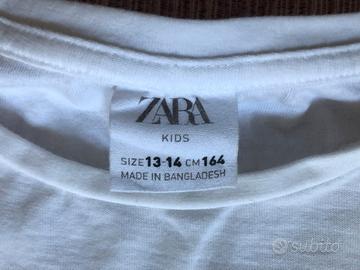 ZARA
KIDS
SIZE 13-14 CM 164
MADE IN BANGLADESH
subito